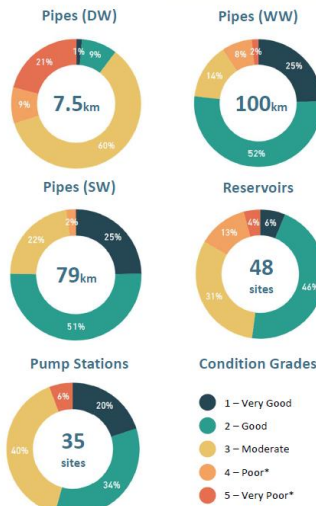 Pipes (DW)
1%
9%
60%
9%
21%
7.5km
Pipes (WW)
25%
52%
14%
8%
2%
100km
Pipes (SW)
25%
51%
22%
2%
79km
Reservoirs
6%
46%
31%
13%
4%
48
sites
Pump Stations
20%
34%
40%
6%
35
sites
Condition Grades
1 – Very Good
2 – Good
3 – Moderate
4 – Poor*
5 – Very Poor*